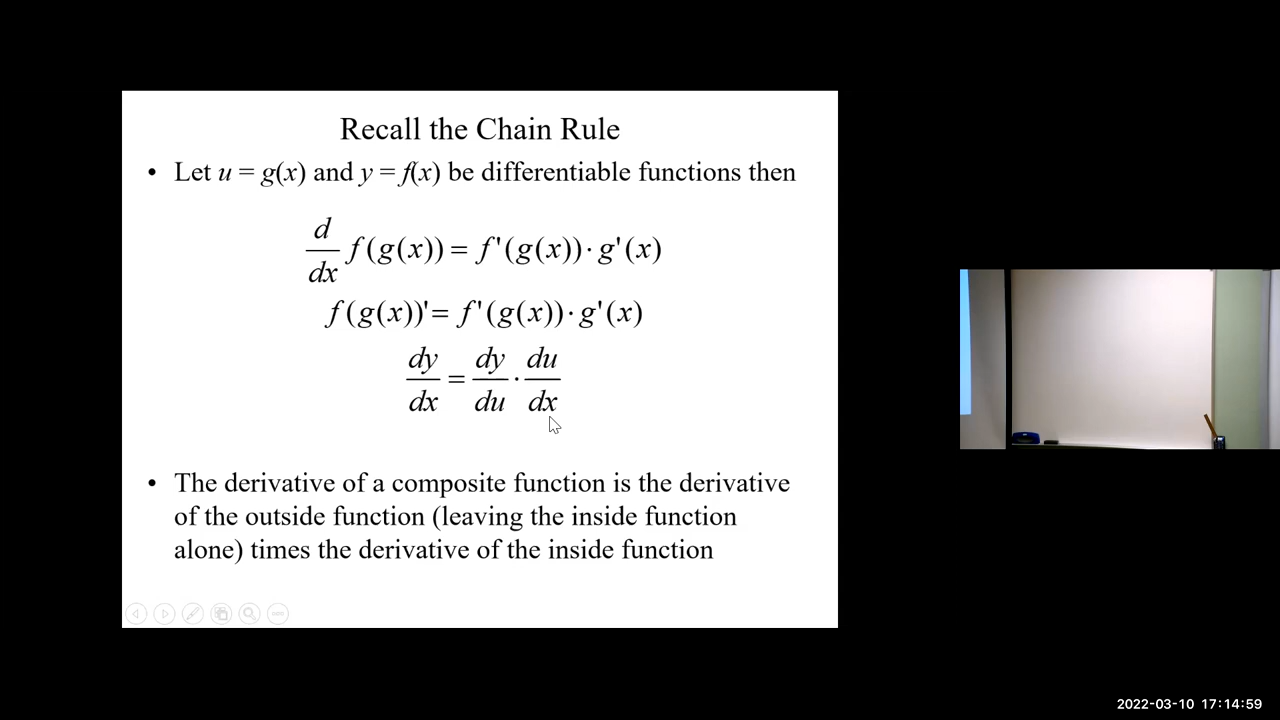 Recall the Chain Rule
• Let u = g(x) and y = f(x) be differentiable functions then
d/dx f(g(x)) = f'(g(x)) · g'(x)
f(g(x))' = f'(g(x)) · g'(x)
dy/dx = dy/du · du/dx
• The derivative of a composite function is the derivative
of the outside function (leaving the inside function
alone) times the derivative of the inside function
2022-03-10 17:14:59